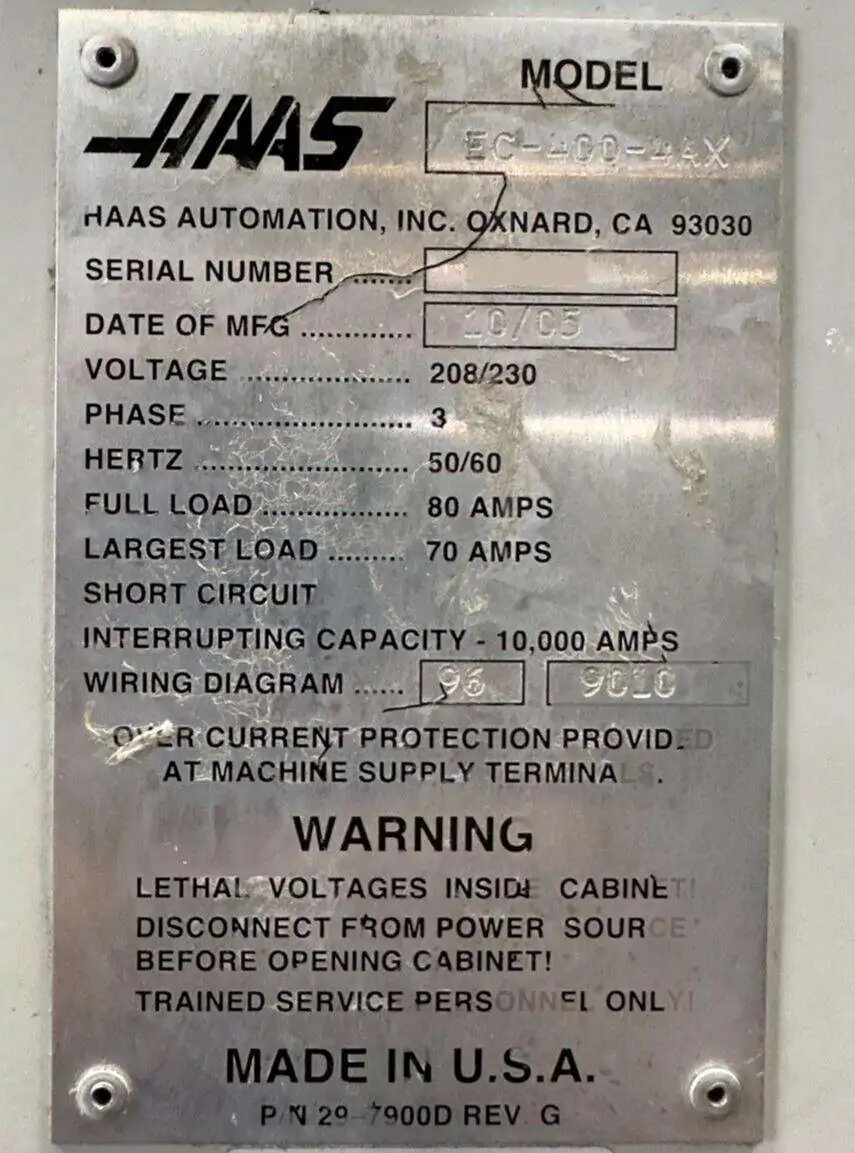 MODEL
HAAS EC-400-4AX
HAAS AUTOMATION, INC. OXNARD, CA 93030
SERIAL NUMBER .......
DATE OF MFG ............. 10/05
VOLTAGE .................. 208/230
PHASE ........................ 3
HERTZ ....................... 50/60
FULL LOAD ................ 80 AMPS
LARGEST LOAD ......... 70 AMPS
SHORT CIRCUIT
INTERRUPTING CAPACITY - 10,000 AMPS
WIRING DIAGRAM ...... 96 9010
OVER CURRENT PROTECTION PROVIDED
AT MACHINE SUPPLY TERMINALS.
WARNING
LETHAL VOLTAGES INSIDE CABINET!
DISCONNECT FROM POWER SOURCE
BEFORE OPENING CABINET!
TRAINED SERVICE PERSONNEL ONLY!
MADE IN U.S.A.
P/N 29-7900D REV G